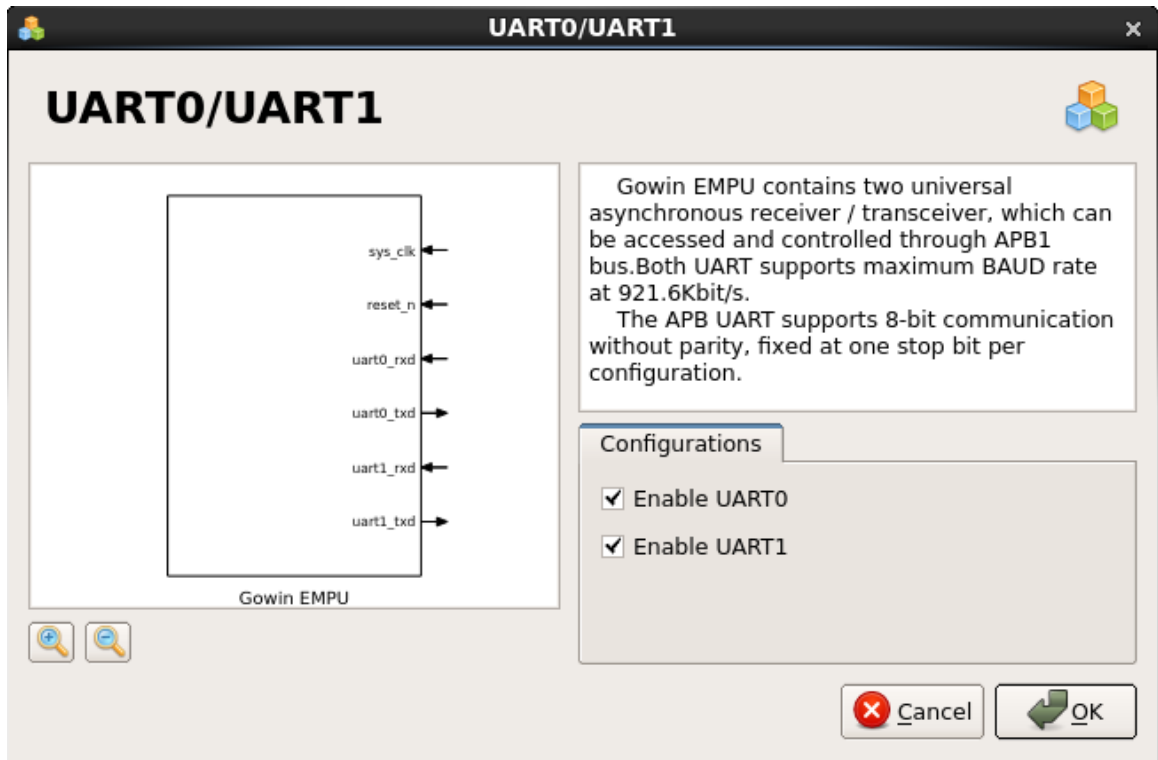 UART0/UART1
UART0/UART1
sys_clk
reset_n
uart0_rxd
uart0_txd
uart1_rxd
uart1_txd
Gowin EMPU
Gowin EMPU contains two universal
asynchronous receiver / transceiver, which can
be accessed and controlled through APB1
bus.Both UART supports maximum BAUD rate
at 921.6Kbit/s.
The APB UART supports 8-bit communication
without parity, fixed at one stop bit per
configuration.
Configurations
Enable UART0
Enable UART1
Cancel
OK